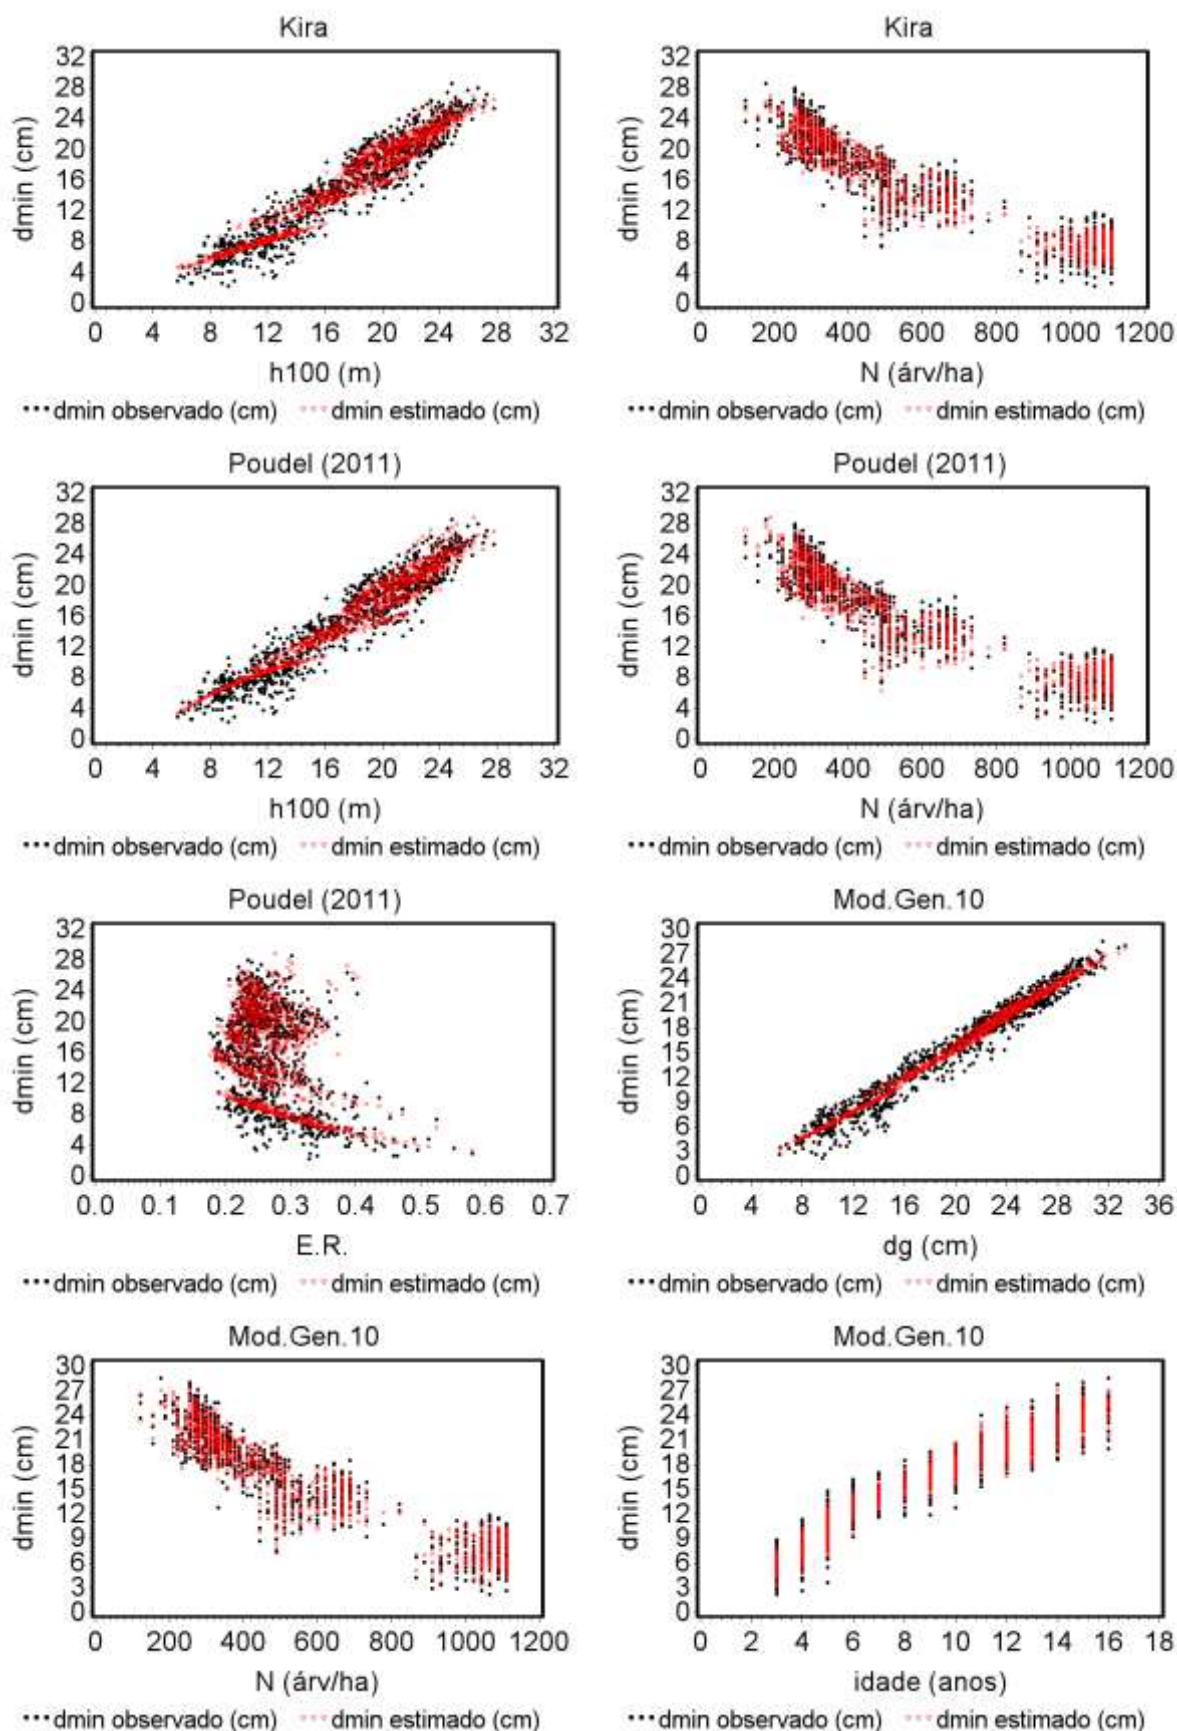 Kira
32
28
24
20
16
12
8
4
0
dmin (cm)
0 4 8 12 16 20 24 28 32
h100 (m)
dmin observado (cm) dmin estimado (cm)
Kira
32
28
24
20
16
12
8
4
0
dmin (cm)
0 200 400 600 800 1000 1200
N (árv/ha)
dmin observado (cm) dmin estimado (cm)
Poudel (2011)
32
28
24
20
16
12
8
4
0
dmin (cm)
0 4 8 12 16 20 24 28 32
h100 (m)
dmin observado (cm) dmin estimado (cm)
Poudel (2011)
32
28
24
20
16
12
8
4
0
dmin (cm)
0 200 400 600 800 1000 1200
N (árv/ha)
dmin observado (cm) dmin estimado (cm)
Poudel (2011)
32
28
24
20
16
12
8
4
0
dmin (cm)
0.0 0.1 0.2 0.3 0.4 0.5 0.6 0.7
E.R.
dmin observado (cm) dmin estimado (cm)
Mod.Gen.10
30
27
24
21
18
15
12
9
6
3
0
dmin (cm)
0 4 8 12 16 20 24 28 32 36
dg (cm)
dmin observado (cm) dmin estimado (cm)
Mod.Gen.10
30
27
24
21
18
15
12
9
6
3
0
dmin (cm)
0 200 400 600 800 1000 1200
N (árv/ha)
dmin observado (cm) dmin estimado (cm)
Mod.Gen.10
30
27
24
21
18
15
12
9
6
3
0
dmin (cm)
0 2 4 6 8 10 12 14 16 18
idade (anos)
dmin observado (cm) dmin estimado (cm)